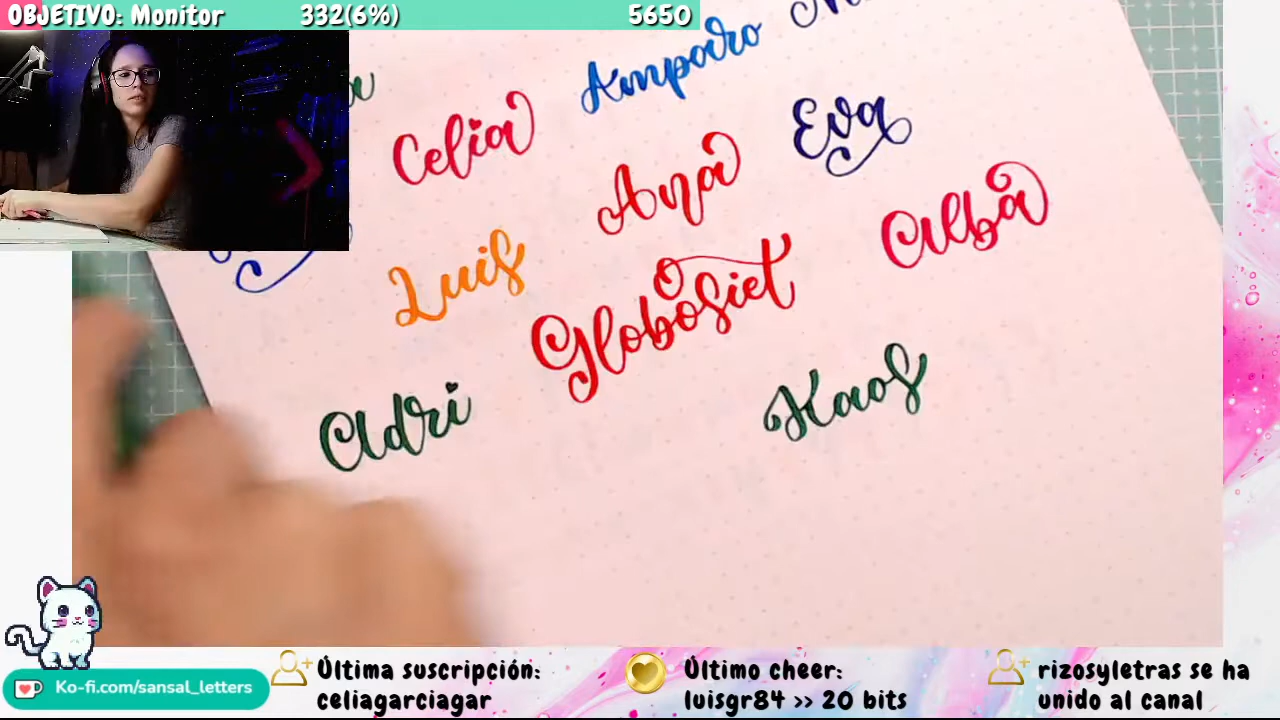 OBJETIVO: Monitor 332(6%) 5650
Amparo
Celia
Eva
Ana
Alba
Luis
Globosiet
Kaos
Adri
Ko-fi.com/sansal_letters
Última suscripción:
celiagarciagar
Último cheer:
luisgr84 >> 20 bits
rizosyletras se ha
unido al canal